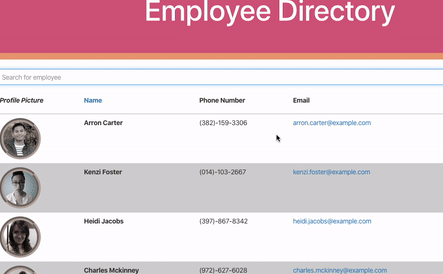 Employee Directory
Search for employee
Profile Picture Name Phone Number Email
Arron Carter (382)-159-3306 arron.carter@example.com
Kenzi Foster (014)-103-2667 kenzi.foster@example.com
Heidi Jacobs (397)-867-8342 heidi.jacobs@example.com
Charles Mckinney (972)-627-6028 charles.mckinney@example.com